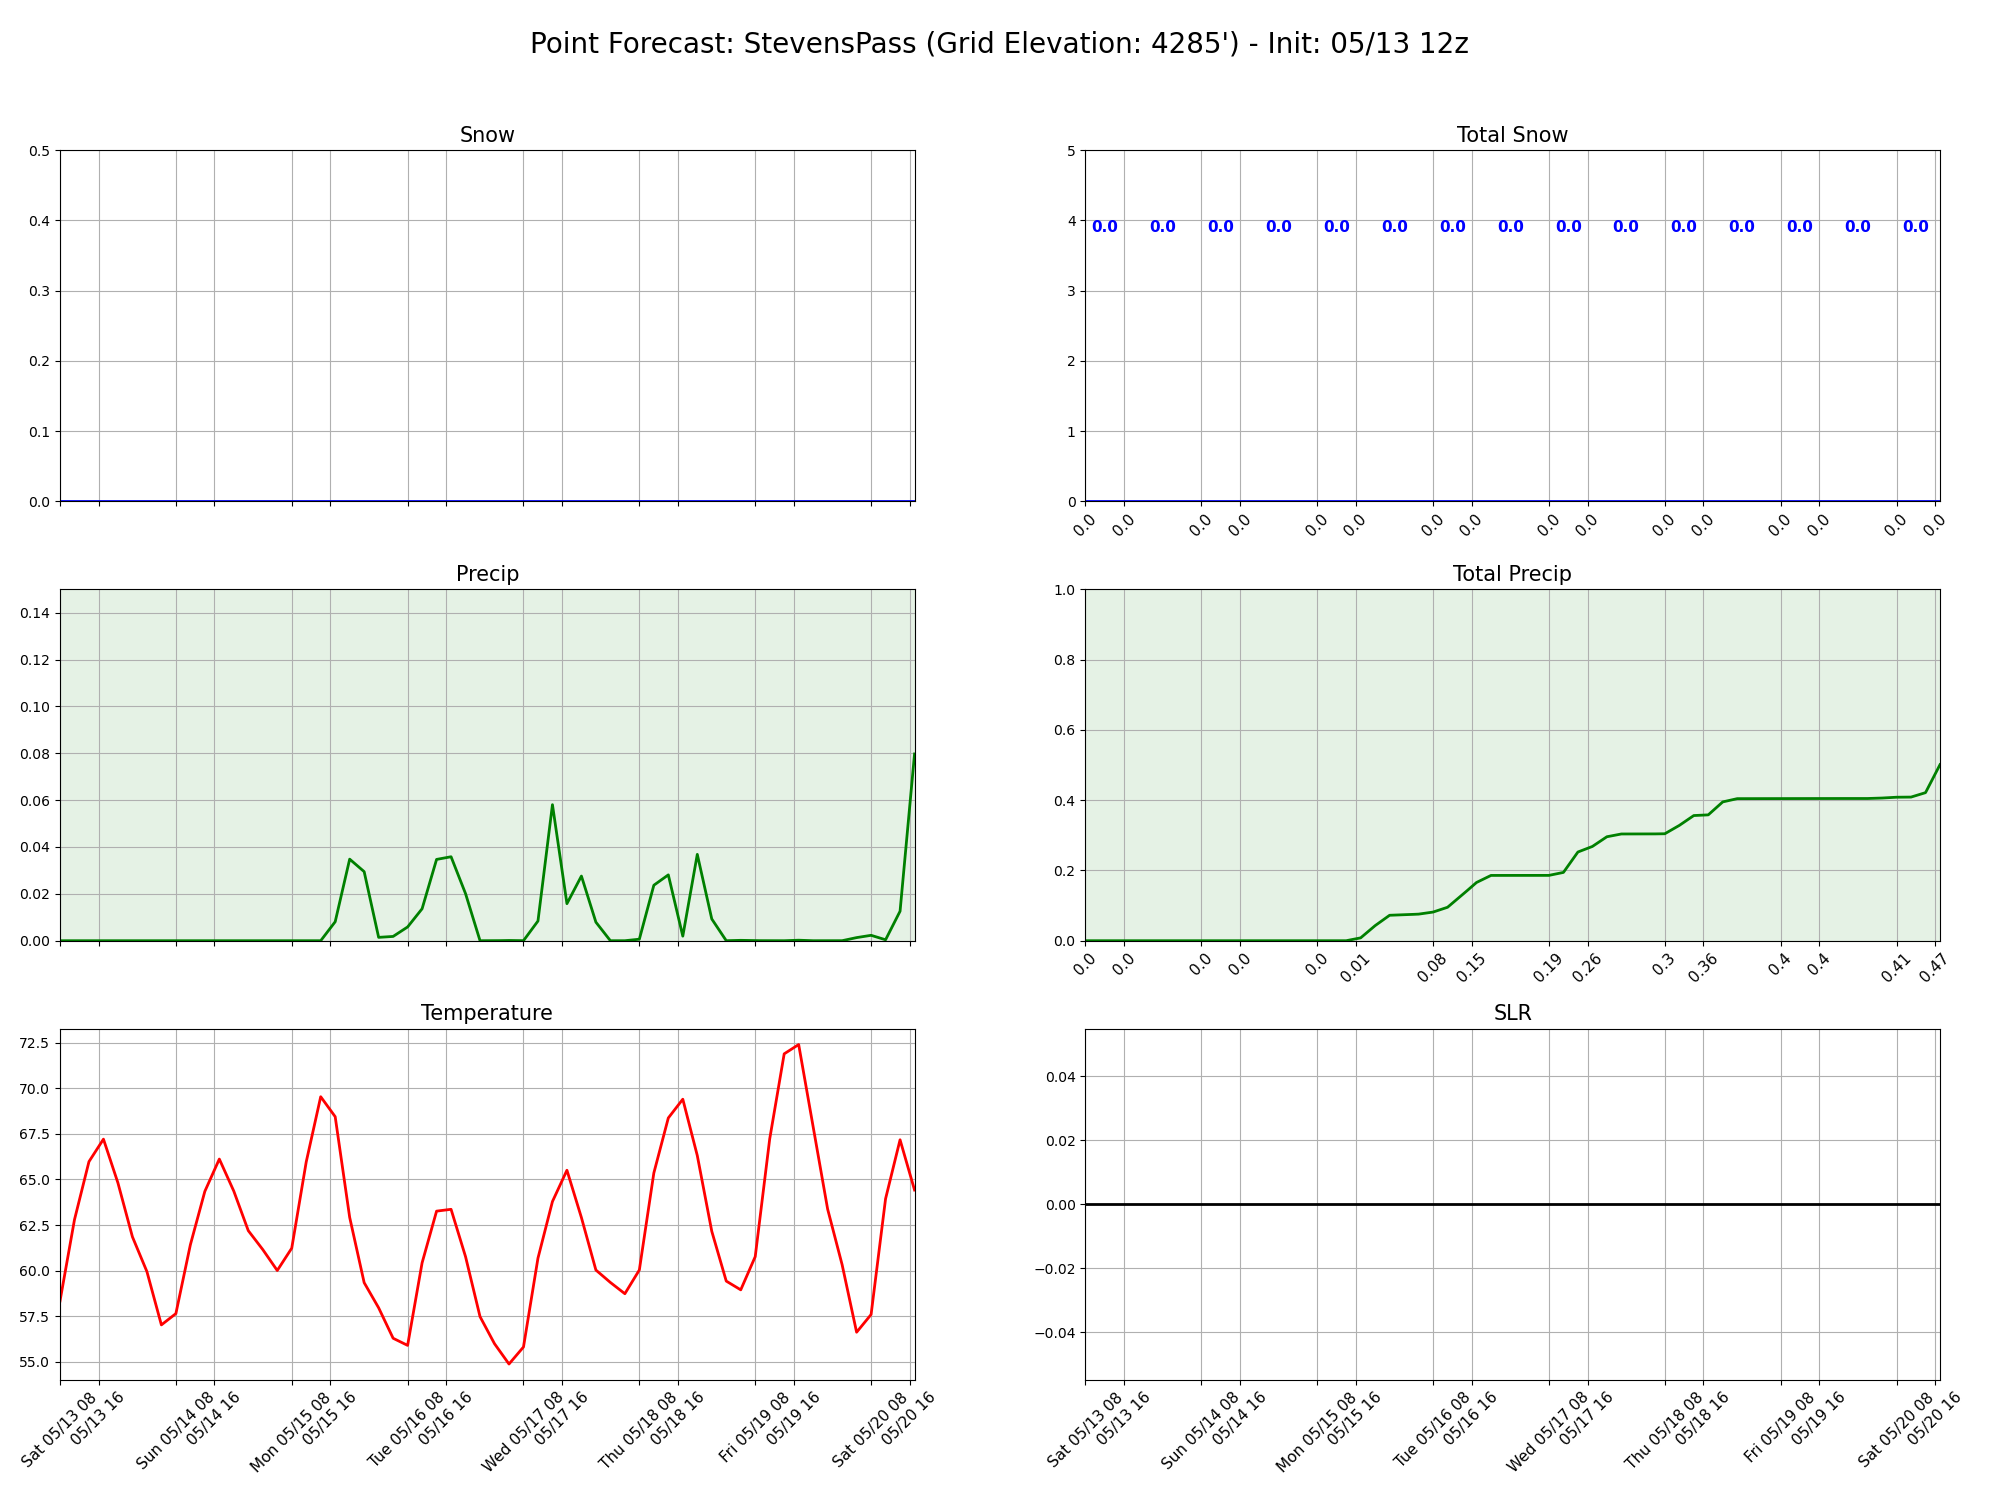 Point Forecast: StevensPass (Grid Elevation: 4285') - Init: 05/13 12z
Snow
0.5
0.4
0.3
0.2
0.1
0.0
Total Snow
5
4
3
2
1
0
0.0 0.0 0.0 0.0 0.0 0.0 0.0 0.0 0.0 0.0 0.0 0.0 0.0 0.0 0.0
0.0 0.0 0.0 0.0 0.0 0.0 0.0 0.0 0.0 0.0 0.0 0.0 0.0 0.0 0.0 0.0
Precip
0.14
0.12
0.10
0.08
0.06
0.04
0.02
0.00
Total Precip
1.0
0.8
0.6
0.4
0.2
0.0
0.0 0.0 0.0 0.0 0.0 0.01 0.08 0.15 0.19 0.26 0.3 0.36 0.4 0.4 0.41 0.47
Temperature
72.5
70.0
67.5
65.0
62.5
60.0
57.5
55.0
Sat 05/13 08
05/13 16
Sun 05/14 08
05/14 16
Mon 05/15 08
05/15 16
Tue 05/16 08
05/16 16
Wed 05/17 08
05/17 16
Thu 05/18 08
05/18 16
Fri 05/19 08
05/19 16
Sat 05/20 08
05/20 16
SLR
0.04
0.02
0.00
−0.02
−0.04
Sat 05/13 08
05/13 16
Sun 05/14 08
05/14 16
Mon 05/15 08
05/15 16
Tue 05/16 08
05/16 16
Wed 05/17 08
05/17 16
Thu 05/18 08
05/18 16
Fri 05/19 08
05/19 16
Sat 05/20 08
05/20 16